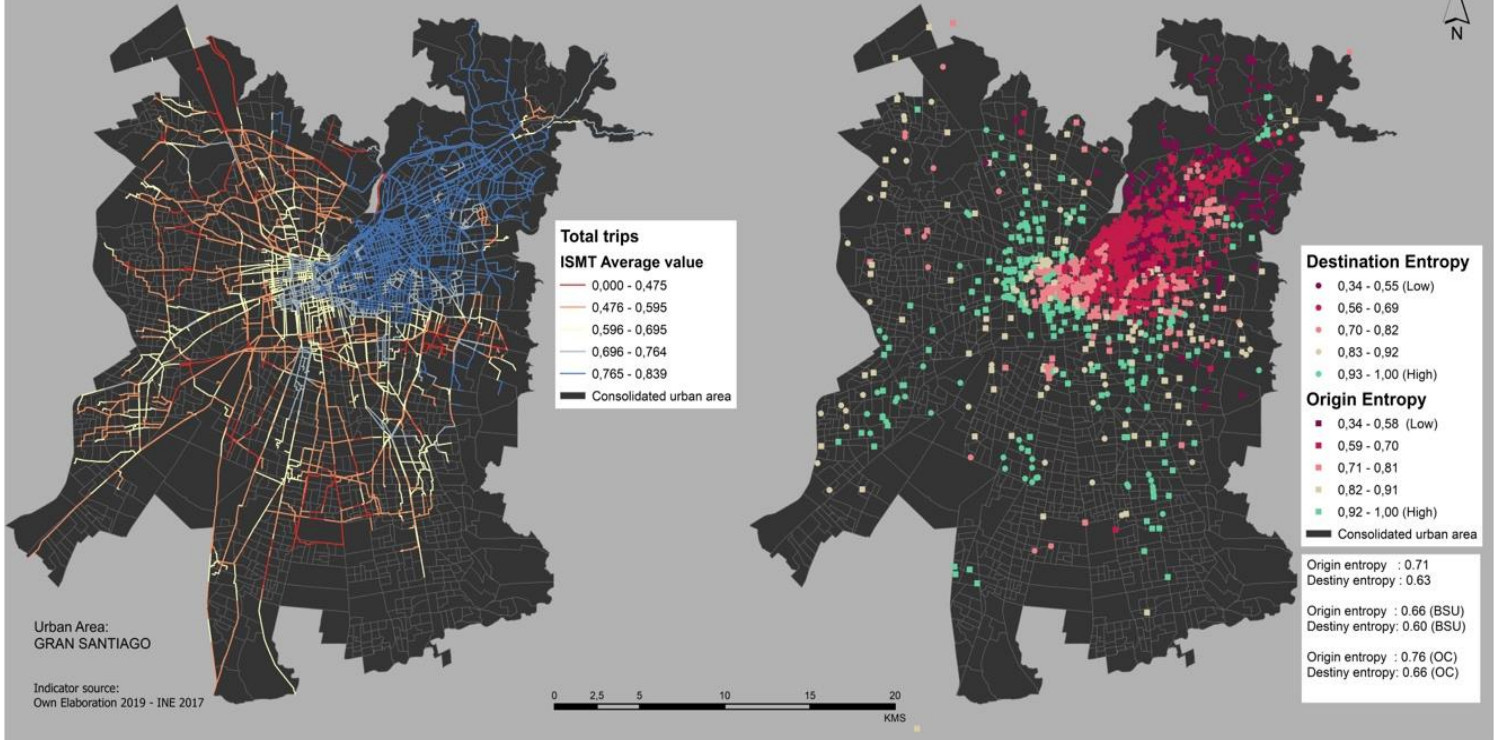 N
Total trips
ISMT Average value
0,000 - 0,475
0,476 - 0,595
0,596 - 0,695
0,696 - 0,764
0,765 - 0,839
Consolidated urban area
Destination Entropy
0,34 - 0,55 (Low)
0,56 - 0,69
0,70 - 0,82
0,83 - 0,92
0,93 - 1,00 (High)
Origin Entropy
0,34 - 0,58 (Low)
0,59 - 0,70
0,71 - 0,81
0,82 - 0,91
0,92 - 1,00 (High)
Consolidated urban area
Origin entropy : 0.71
Destiny entropy : 0.63
Origin entropy : 0.66 (BSU)
Destiny entropy: 0.60 (BSU)
Origin entropy : 0.76 (OC)
Destiny entropy: 0.66 (OC)
Urban Area:
GRAN SANTIAGO
Indicator source:
Own Elaboration 2019 - INE 2017
0 2,5 5 10 15 20
KMS